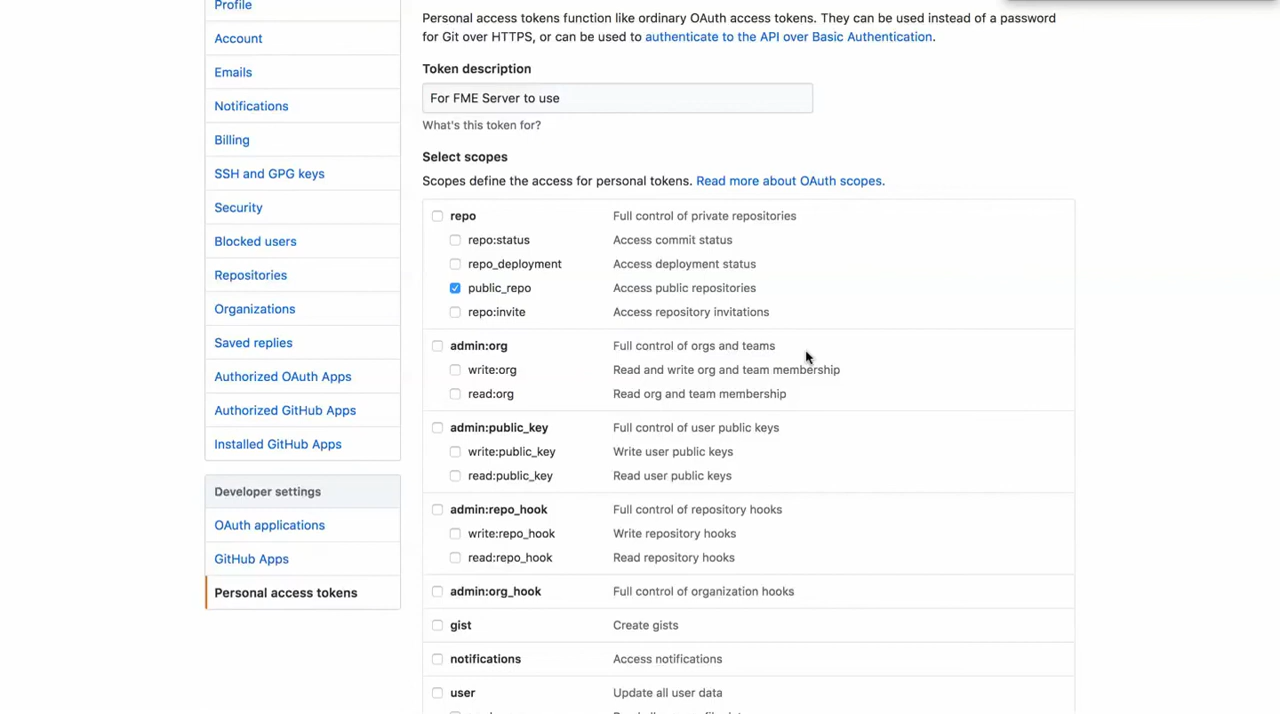 Profile
Account
Emails
Notifications
Billing
SSH and GPG keys
Security
Blocked users
Repositories
Organizations
Saved replies
Authorized OAuth Apps
Authorized GitHub Apps
Installed GitHub Apps
Developer settings
OAuth applications
GitHub Apps
Personal access tokens
Personal access tokens function like ordinary OAuth access tokens. They can be used instead of a password
for Git over HTTPS, or can be used to authenticate to the API over Basic Authentication.
Token description
For FME Server to use
What's this token for?
Select scopes
Scopes define the access for personal tokens. Read more about OAuth scopes.
repo Full control of private repositories
repo:status Access commit status
repo_deployment Access deployment status
public_repo Access public repositories
repo:invite Access repository invitations
admin:org Full control of orgs and teams
write:org Read and write org and team membership
read:org Read org and team membership
admin:public_key Full control of user public keys
write:public_key Write user public keys
read:public_key Read user public keys
admin:repo_hook Full control of repository hooks
write:repo_hook Write repository hooks
read:repo_hook Read repository hooks
admin:org_hook Full control of organization hooks
gist Create gists
notifications Access notifications
user Update all user data